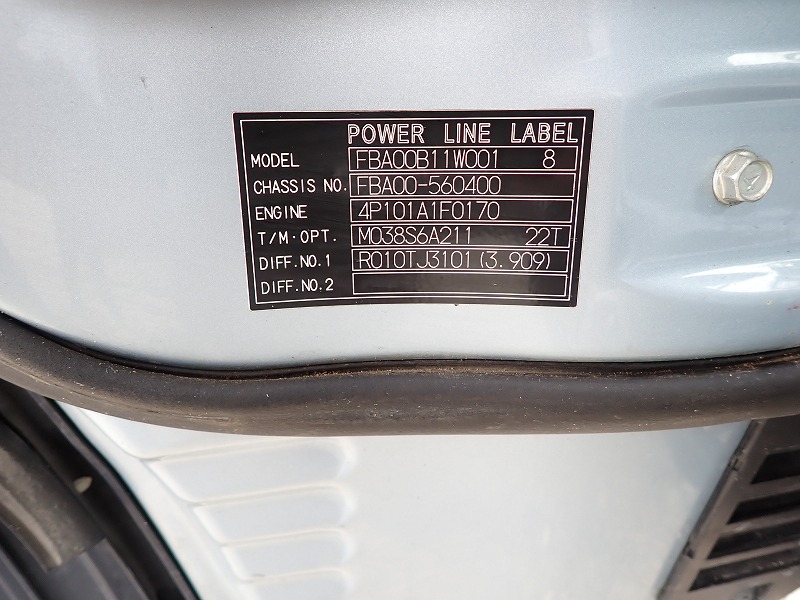 POWER LINE LABEL
MODEL FBA00B11W001 8
CHASSIS NO. FBA00-560400
ENGINE 4P101A1F0170
T/M·OPT. M038S6A211 22T
DIFF.NO.1 R010TJ3101(3.909)
DIFF.NO.2